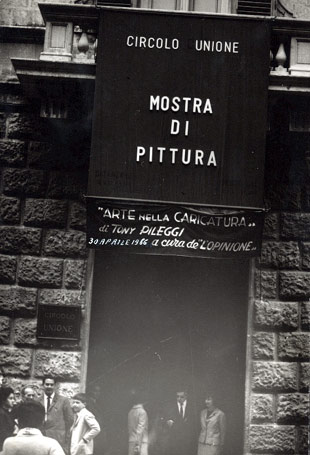 CIRCOLO UNIONE
MOSTRA
DI
PITTURA
"ARTE NELLA CARICATURA"
di TONY PILEGGI
30 APRILE 1966 a cura de "L'OPINIONE"
CIRCOLO
UNIONE